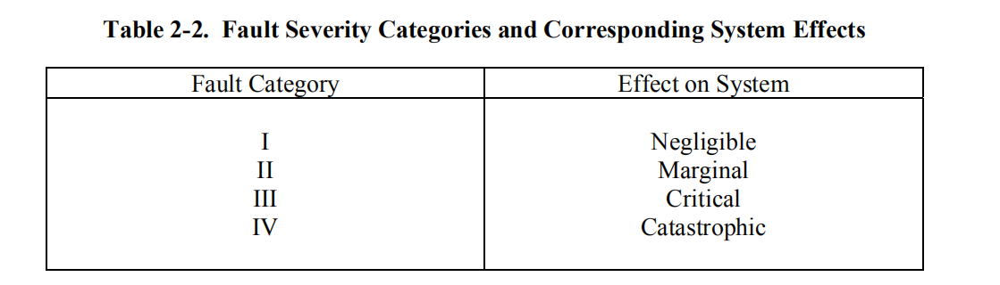 Table 2-2. Fault Severity Categories and Corresponding System Effects
Fault Category Effect on System
I Negligible
II Marginal
III Critical
IV Catastrophic